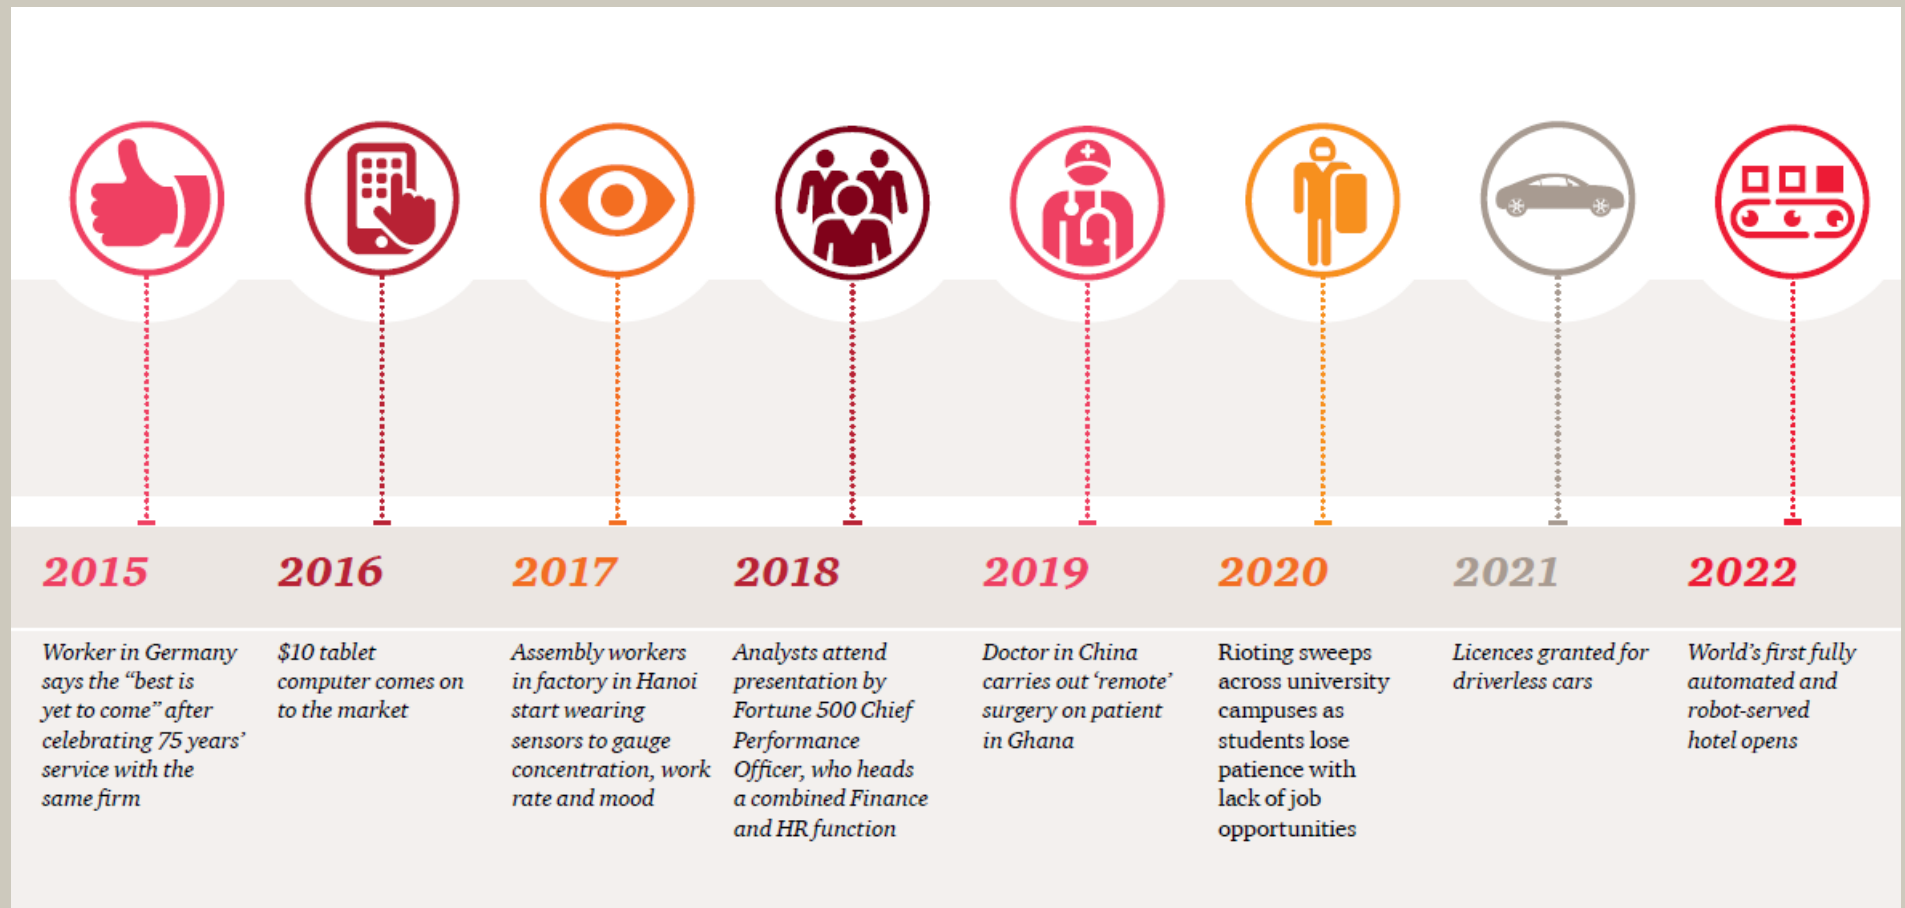 2015
Worker in Germany
says the “best is
yet to come” after
celebrating 75 years’
service with the
same firm
2016
$10 tablet
computer comes on
to the market
2017
Assembly workers
in factory in Hanoi
start wearing
sensors to gauge
concentration, work
rate and mood
2018
Analysts attend
presentation by
Fortune 500 Chief
Performance
Officer, who heads
a combined Finance
and HR function
2019
Doctor in China
carries out ‘remote’
surgery on patient
in Ghana
2020
Rioting sweeps
across university
campuses as
students lose
patience with
lack of job
opportunities
2021
Licences granted for
driverless cars
2022
World’s first fully
automated and
robot-served
hotel opens